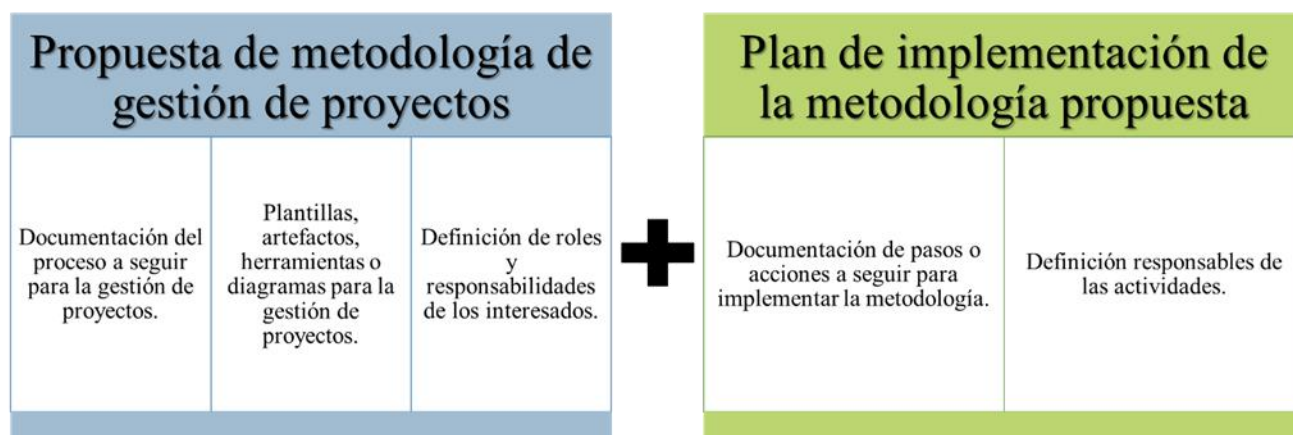 Propuesta de metodología de
gestión de proyectos
Documentación del
proceso a seguir
para la gestión de
proyectos.
Plantillas,
artefactos,
herramientas o
diagramas para la
gestión de
proyectos.
Definición de roles
y
responsabilidades
de los interesados.
Plan de implementación de
la metodología propuesta
Documentación de pasos o
acciones a seguir para
implementar la metodología.
Definición responsables de
las actividades.